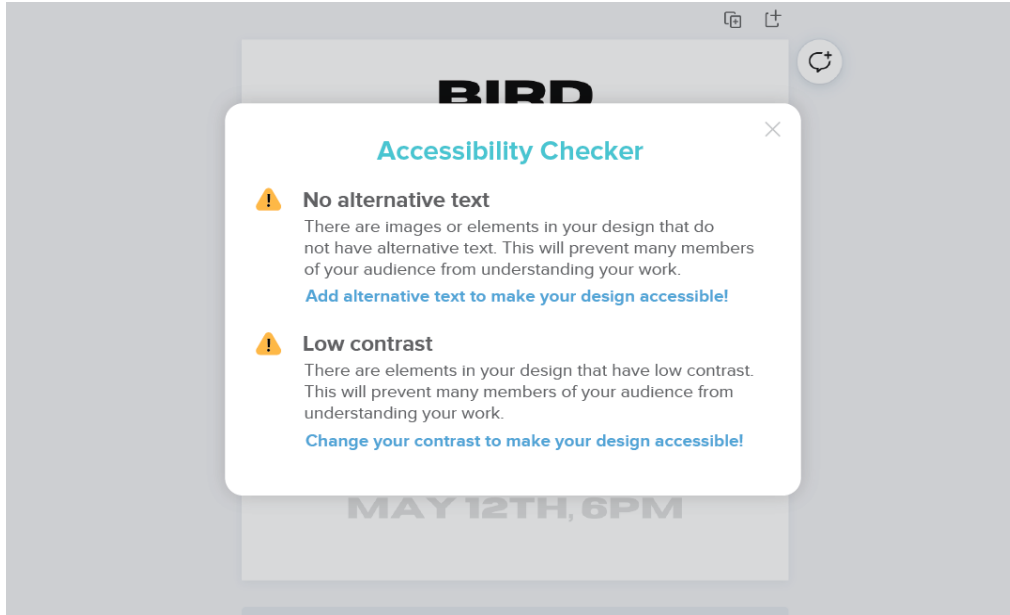 BIRD
Accessibility Checker
No alternative text
There are images or elements in your design that do
not have alternative text. This will prevent many members
of your audience from understanding your work.
Add alternative text to make your design accessible!
Low contrast
There are elements in your design that have low contrast.
This will prevent many members of your audience from
understanding your work.
Change your contrast to make your design accessible!
MAY 12TH, 6PM